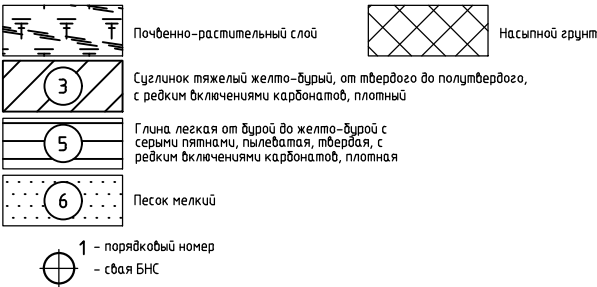 Почвенно-растительный слой
Насыпной грунт
3
Суглинок тяжелый желто-бурый, от твердого до полутвердого,
с редким включениями карбонатов, плотный
5
Глина легкая от бурой до желто-бурой с
серыми пятнами, пылеватая, твердая, с
редким включениями карбонатов, плотная
6
Песок мелкий
1 - порядковый номер
- свая БНС